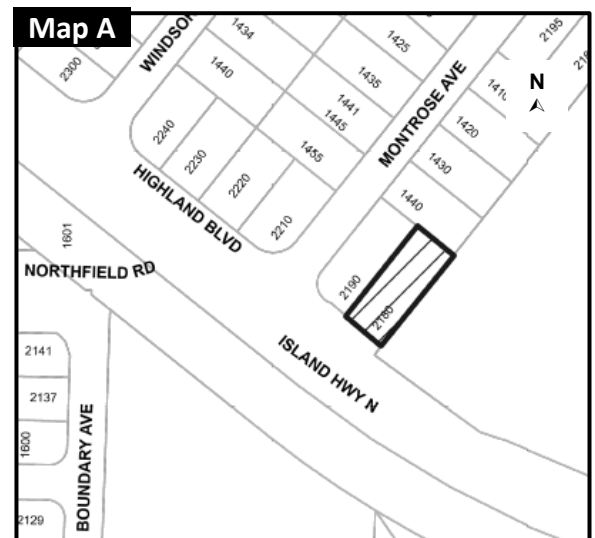 Map A
N
WINDSOR
MONTROSE AVE
HIGHLAND BLVD
NORTHFIELD RD
ISLAND HWY N
BOUNDARY AVE
2300
1434
1440
1425
1435
1441
1445
1455
2240
2230
2220
2210
2195
1420
1430
1440
2190
2180
1601
2141
2137
1600
2129